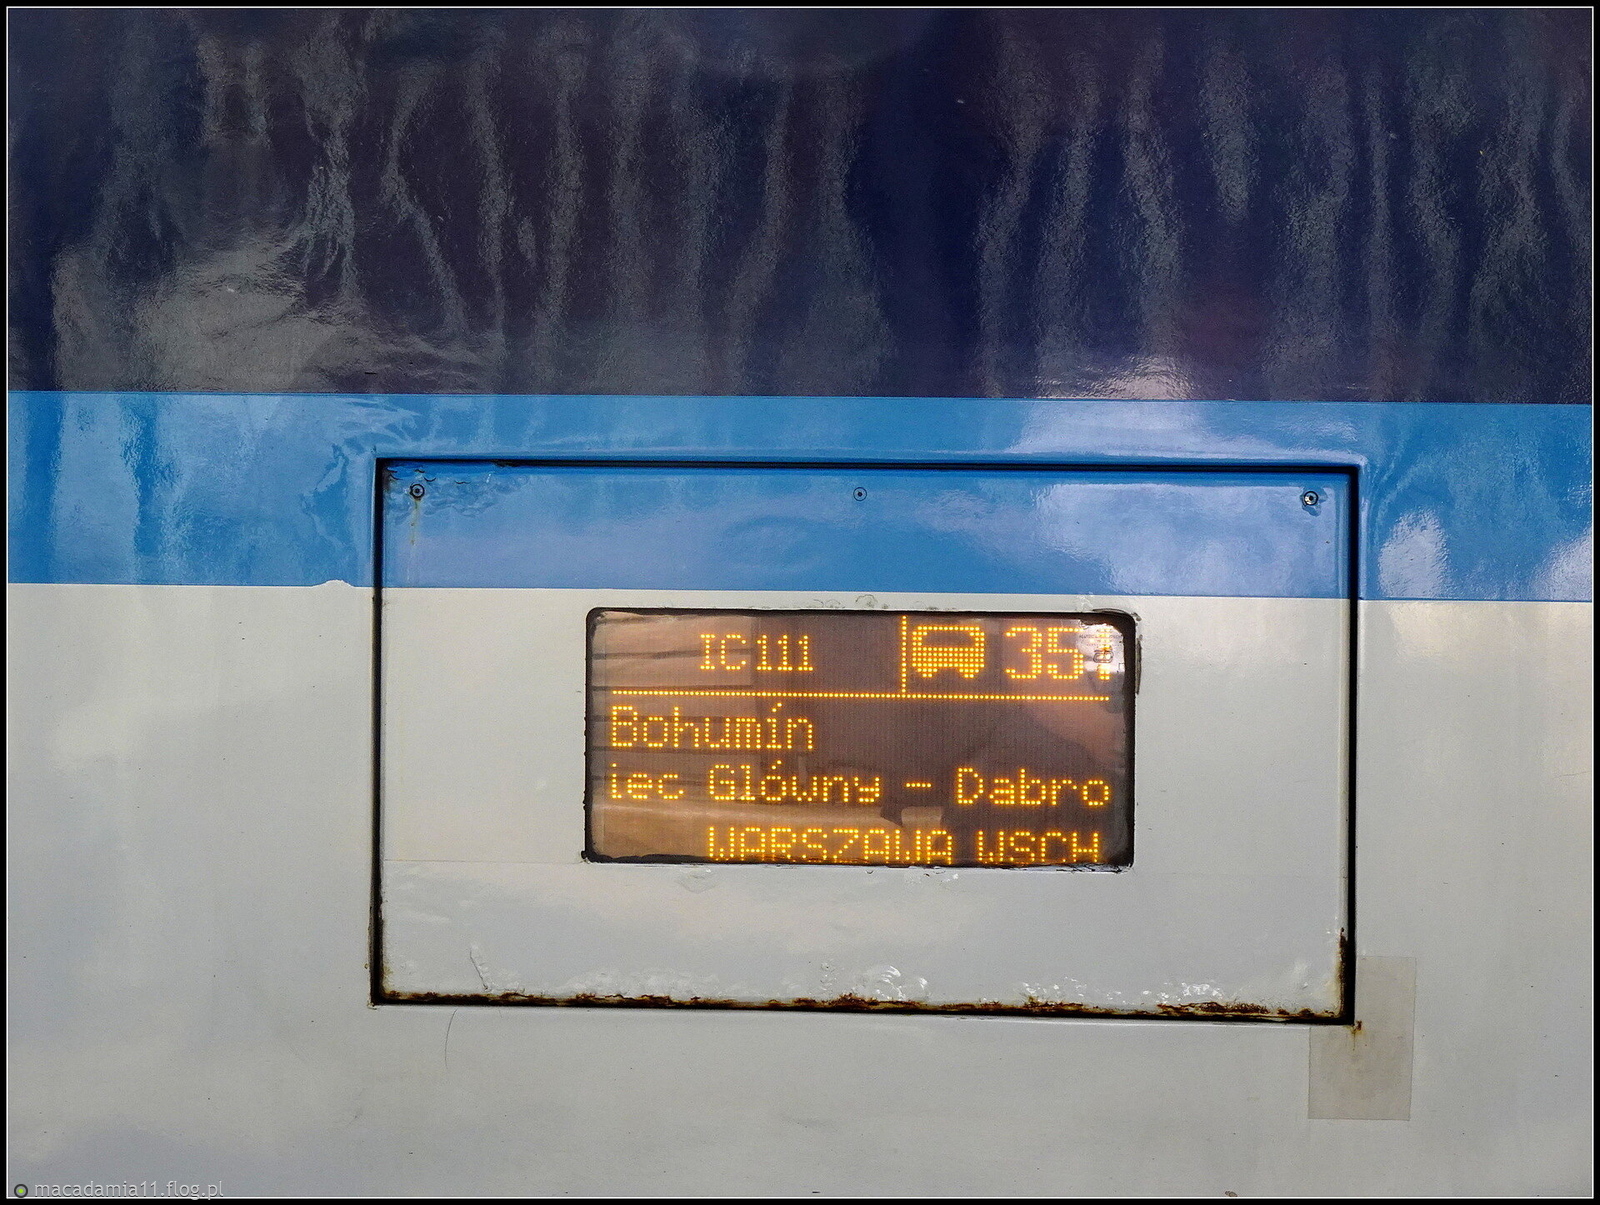 IC111 35
Bohumín
iec Główny - Dabro
WARSZAWA WSCH
macadamia11.flog.pl